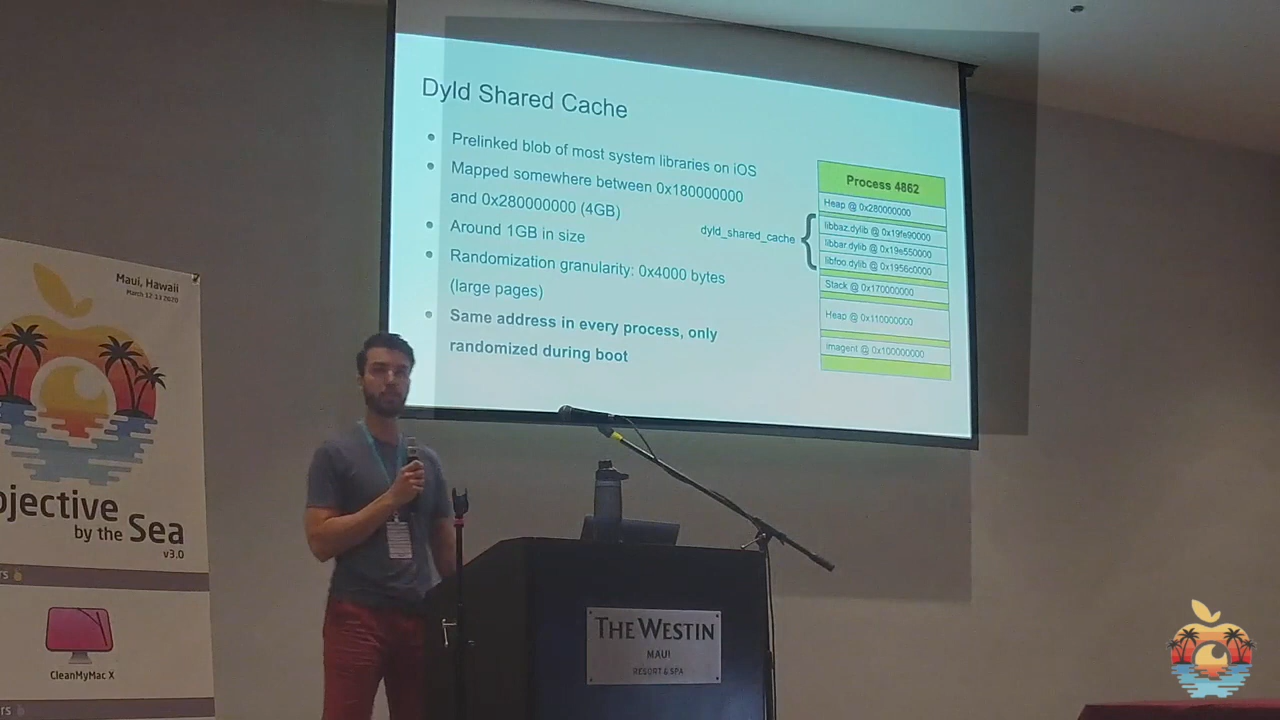 Dyld Shared Cache
Prelinked blob of most system libraries on iOS
Mapped somewhere between 0x180000000
and 0x280000000 (4GB)
Around 1GB in size
Randomization granularity: 0x4000 bytes
(large pages)
Same address in every process, only
randomized during boot
dyld_shared_cache
Process 4862
Heap @ 0x280000000
libbaz.dylib @ 0x19fe90000
libbar.dylib @ 0x19e550000
libfoo.dylib @ 0x1956c0000
Stack @ 0x170000000
Heap @ 0x110000000
imagent @ 0x100000000
Maui, Hawaii
March 12-13 2020
bjective
by the Sea
v3.0
rs
CleanMyMac X
rs
THE WESTIN
MAUI
RESORT & SPA